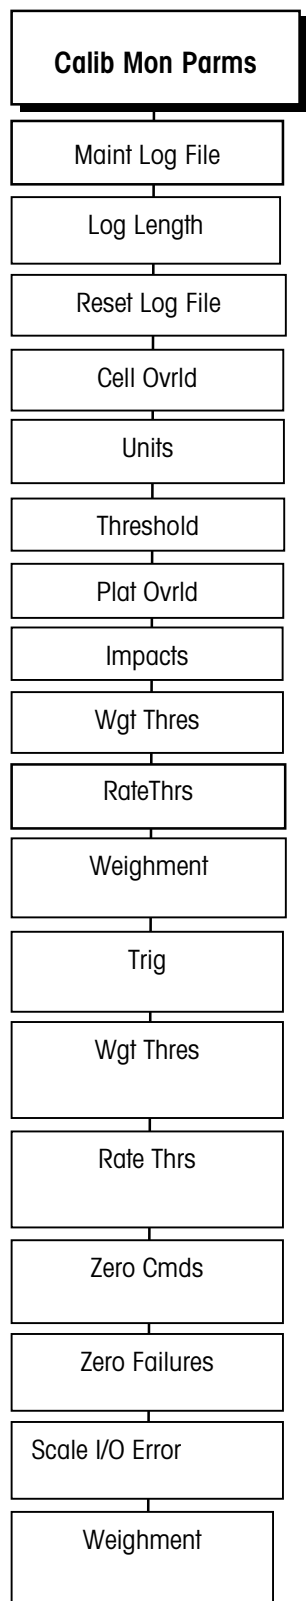 Calib Mon Parms
Maint Log File
Log Length
Reset Log File
Cell Ovrld
Units
Threshold
Plat Ovrld
Impacts
Wgt Thres
RateThrs
Weighment
Trig
Wgt Thres
Rate Thrs
Zero Cmds
Zero Failures
Scale I/O Error
Weighment